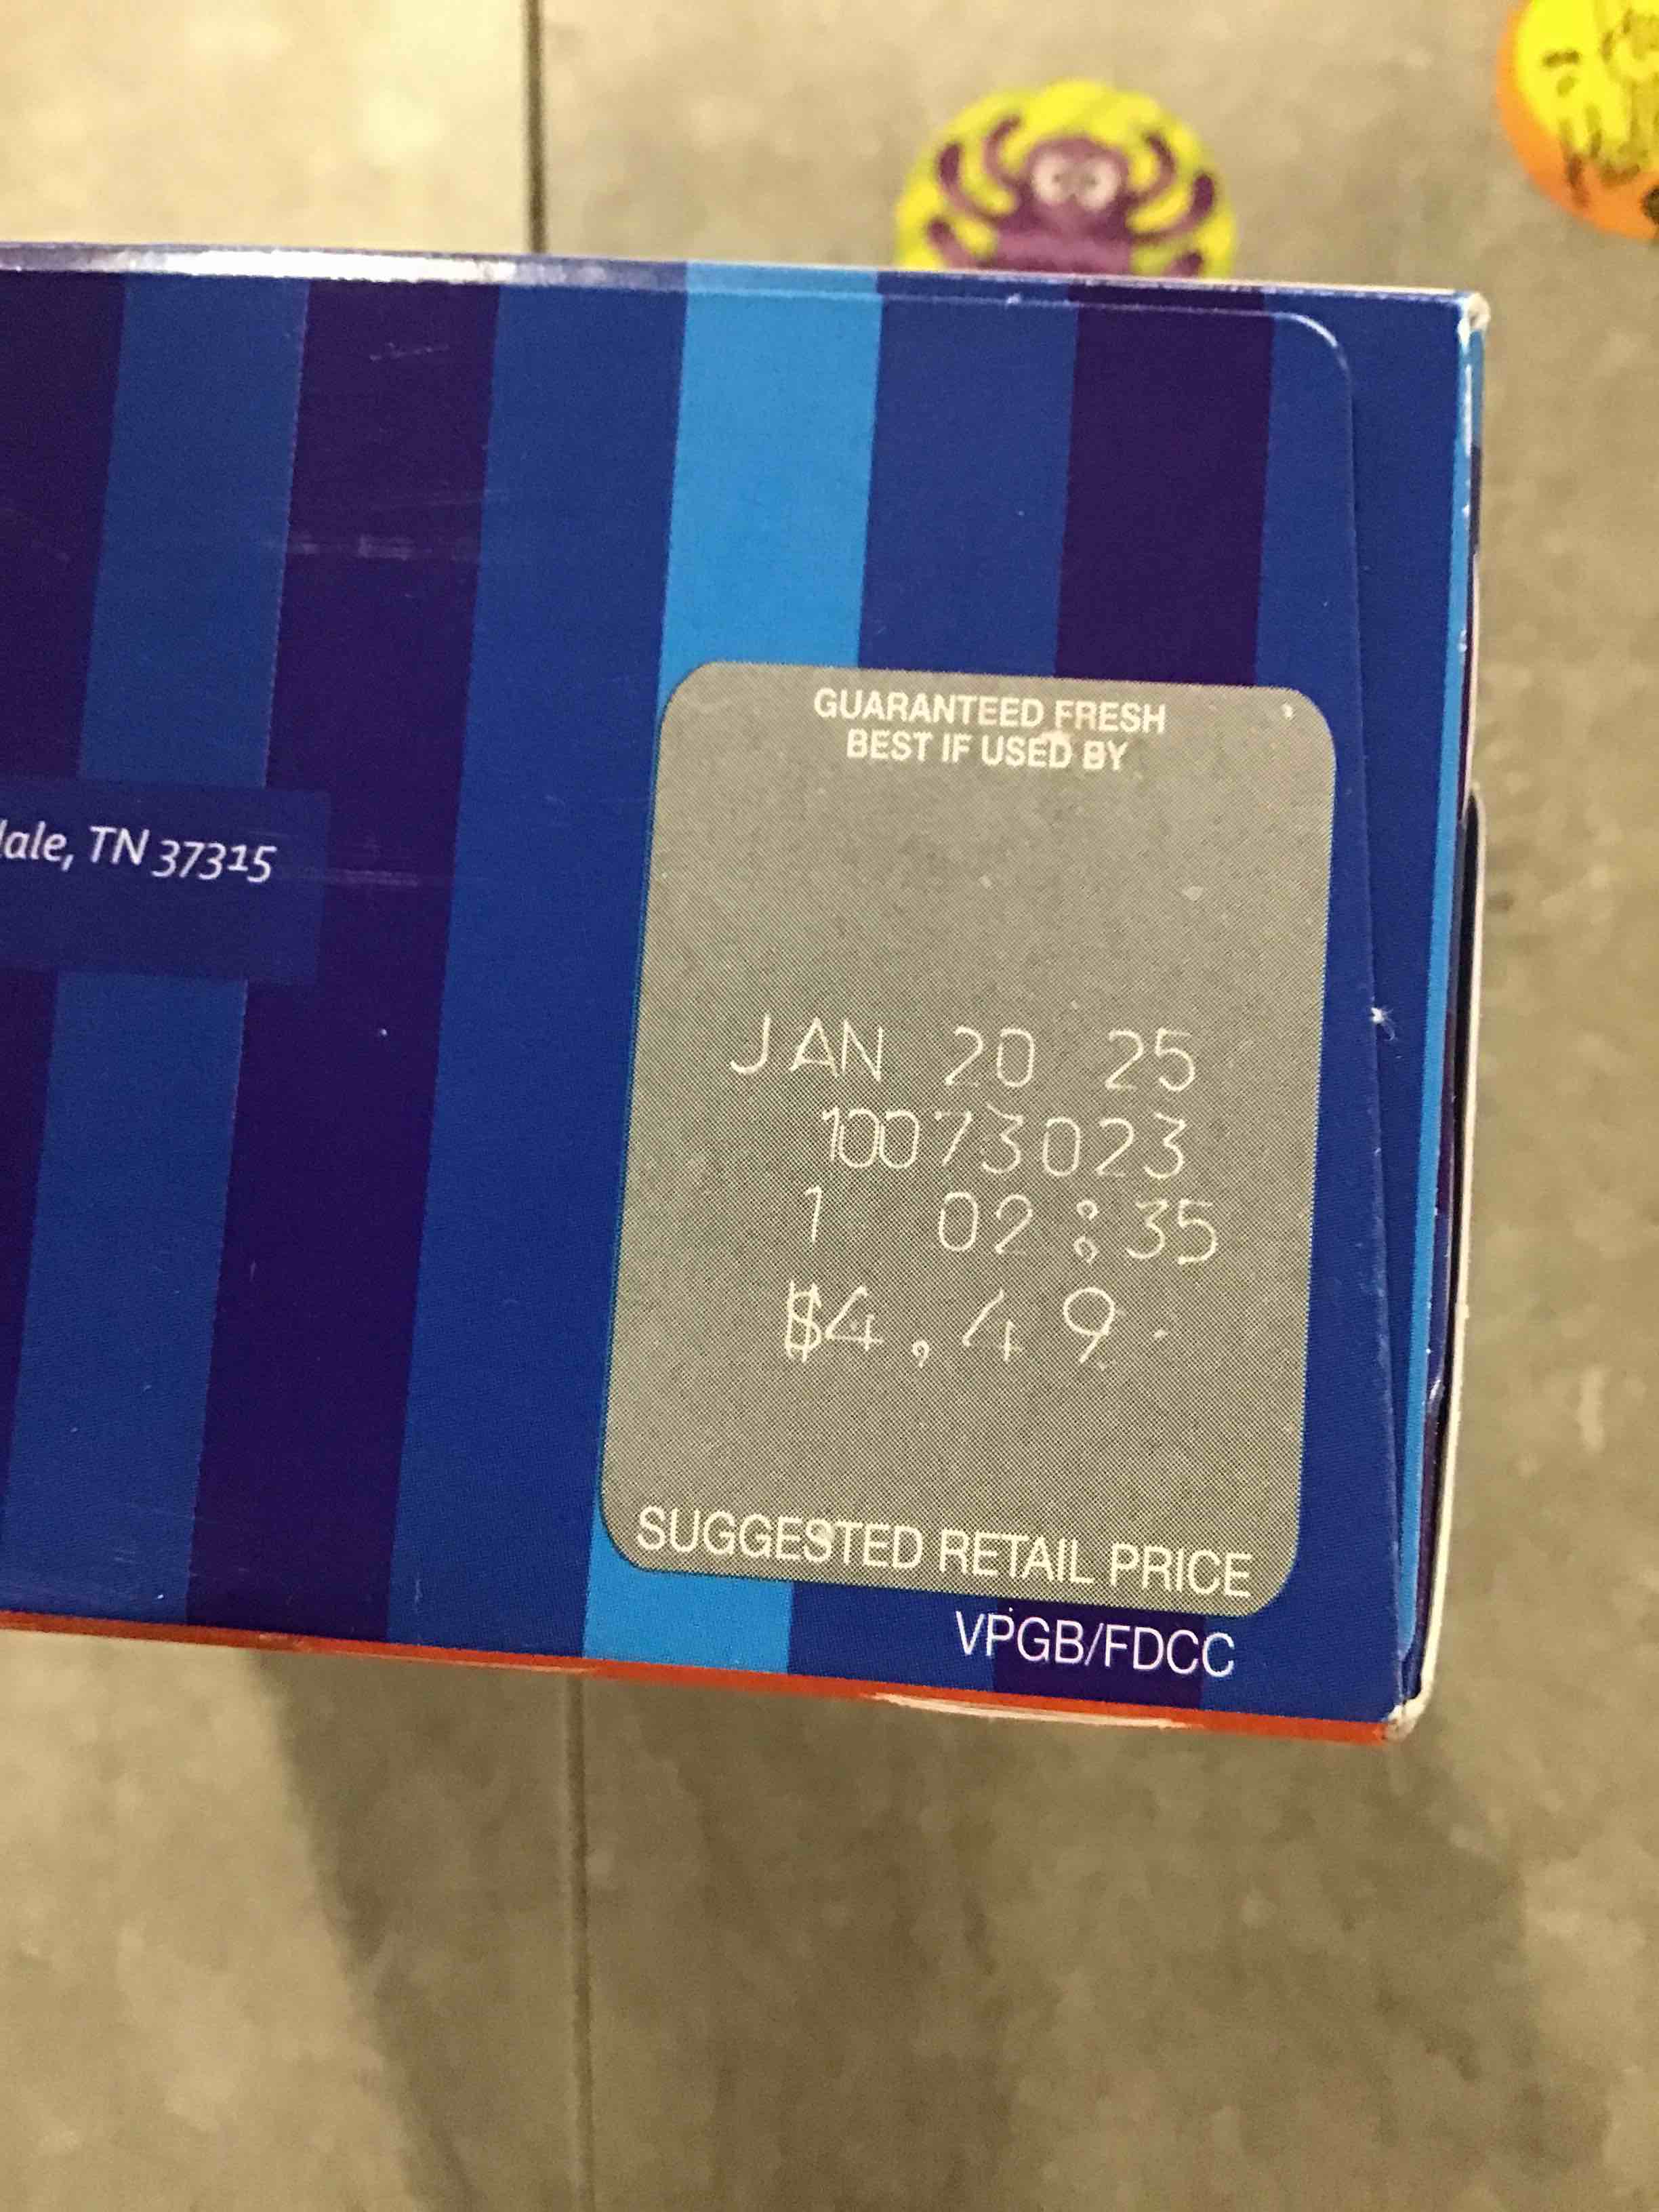 GUARANTEED FRESH
BEST IF USED BY
TN 37315
JAN 20 25
10073023
1 02:35
$4.49
SUGGESTED RETAIL PRICE
VPGB/FDCC